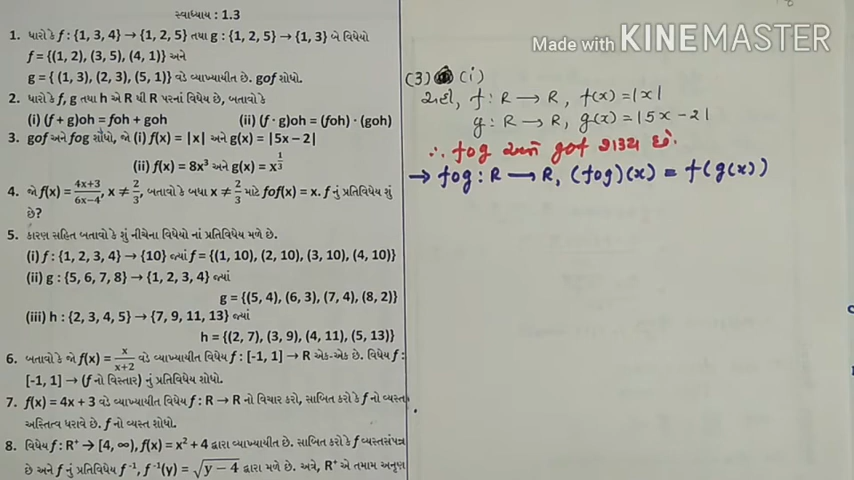 સ્વાધ્યાય : 1.3
1. ધારો કે f : {1, 3, 4} → {1, 2, 5} તથા g : {1, 2, 5} → {1, 3} બે વિધેયો
f = {(1, 2), (3, 5), (4, 1)} અને
g = { (1, 3), (2, 3), (5, 1)} વડે વ્યાખ્યાયીત છે. gof શોધો.
2. ધારો કે f, g તથા h એ R થી R પરનાં વિધેય છે, બતાવો કે
(i) (f + g)oh = foh + goh (ii) (f · g)oh = (foh) · (goh)
3. gof અને fog શોધો, જો (i) f(x) = |x| અને g(x) = |5x − 2|
(ii) f(x) = 8x³ અને g(x) = x^(1/3)
4. જો f(x) = (4x+3)/(6x−4), x ≠ 2/3, બતાવો કે બધા x ≠ 2/3 માટે fof(x) = x. f નું પ્રતિવિધેય શું
છે?
5. કારણ સહિત બતાવો કે શું નીચેના વિધેયો નાં પ્રતિવિધેય મળે છે.
(i) f : {1, 2, 3, 4} → {10} જ્યાં f = {(1, 10), (2, 10), (3, 10), (4, 10)}
(ii) g : {5, 6, 7, 8} → {1, 2, 3, 4} જ્યાં
g = {(5, 4), (6, 3), (7, 4), (8, 2)}
(iii) h : {2, 3, 4, 5} → {7, 9, 11, 13} જ્યાં
h = {(2, 7), (3, 9), (4, 11), (5, 13)}
6. બતાવો કે જો f(x) = x/(x+2) વડે વ્યાખ્યાયીત વિધેય f : [-1, 1] → R એક-એક છે. વિધેય f :
[-1, 1] → (f નો વિસ્તાર) નું પ્રતિવિધેય શોધો.
7. f(x) = 4x + 3 વડે વ્યાખ્યાયીત વિધેય f : R → R નો વિચાર કરો, સાબિત કરો કે f નો વ્યસ્ત
અસ્તિત્વ ધરાવે છે. f નો વ્યસ્ત શોધો.
8. વિધેય f : R⁺ → [4, ∞), f(x) = x² + 4 દ્વારા વ્યાખ્યાયીત છે. સાબિત કરો કે f વ્યસ્તસંપન્ન
છે અને f નું પ્રતિવિધેય f⁻¹, f⁻¹(y) = √(y − 4) દ્વારા મળે છે. અત્રે, R⁺ એ તમામ અનૃણ
Made with KINEMASTER
(3) (i)
અહીં, f : R → R, f(x) = |x|
g : R → R, g(x) = |5x − 2|
∴ fog અને gof શક્ય છે.
→ fog : R → R, (fog)(x) = f(g(x))